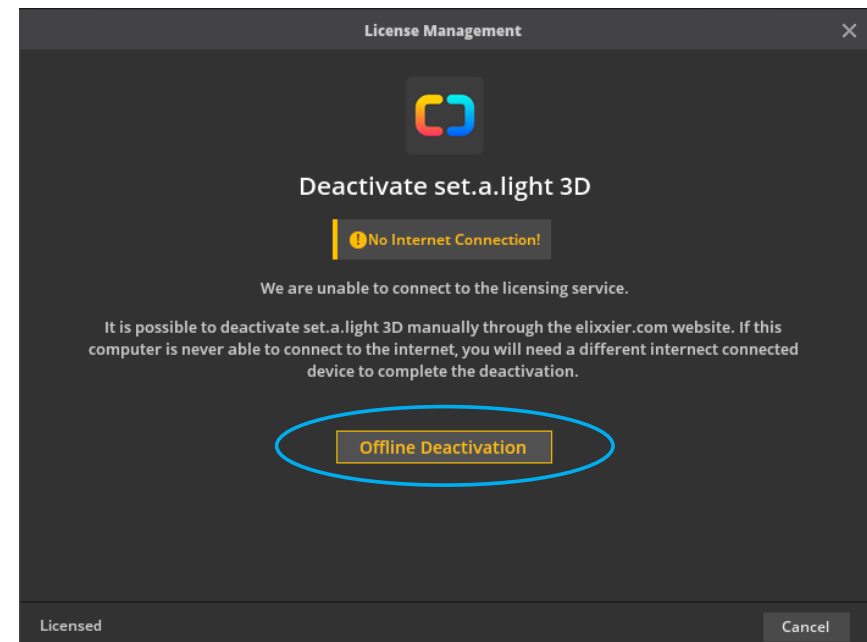 License Management
Deactivate set.a.light 3D
No Internet Connection!
We are unable to connect to the licensing service.
It is possible to deactivate set.a.light 3D manually through the elixxier.com website. If this
computer is never able to connect to the internet, you will need a different internect connected
device to complete the deactivation.
Offline Deactivation
Licensed
Cancel